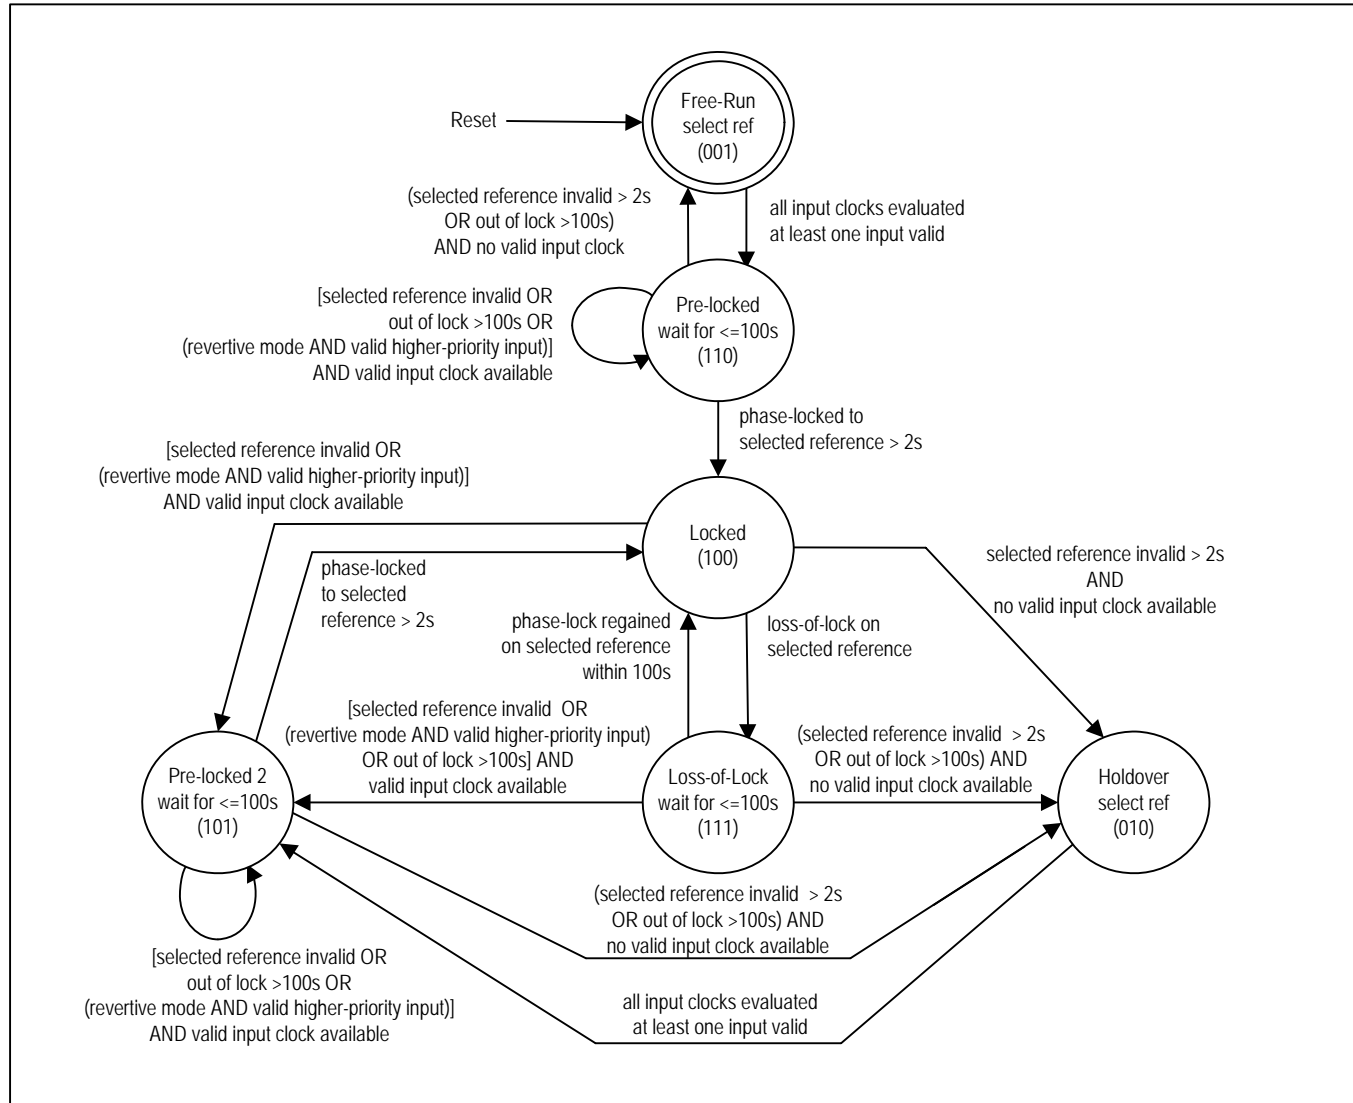 Free-Run
select ref
(001)
Reset
(selected reference invalid > 2s
OR out of lock >100s)
AND no valid input clock
all input clocks evaluated
at least one input valid
[selected reference invalid OR
out of lock >100s OR
(revertive mode AND valid higher-priority input)]
AND valid input clock available
Pre-locked
wait for <=100s
(110)
phase-locked to
selected reference > 2s
[selected reference invalid OR
(revertive mode AND valid higher-priority input)]
AND valid input clock available
Locked
(100)
phase-locked
to selected
reference > 2s
selected reference invalid > 2s
AND
no valid input clock available
phase-lock regained
on selected reference
within 100s
loss-of-lock on
selected reference
[selected reference invalid OR
(revertive mode AND valid higher-priority input)
OR out of lock >100s] AND
valid input clock available
(selected reference invalid > 2s
OR out of lock >100s) AND
no valid input clock available
Pre-locked 2
wait for <=100s
(101)
Loss-of-Lock
wait for <=100s
(111)
Holdover
select ref
(010)
(selected reference invalid > 2s
OR out of lock >100s) AND
no valid input clock available
[selected reference invalid OR
out of lock >100s OR
(revertive mode AND valid higher-priority input)]
AND valid input clock available
all input clocks evaluated
at least one input valid